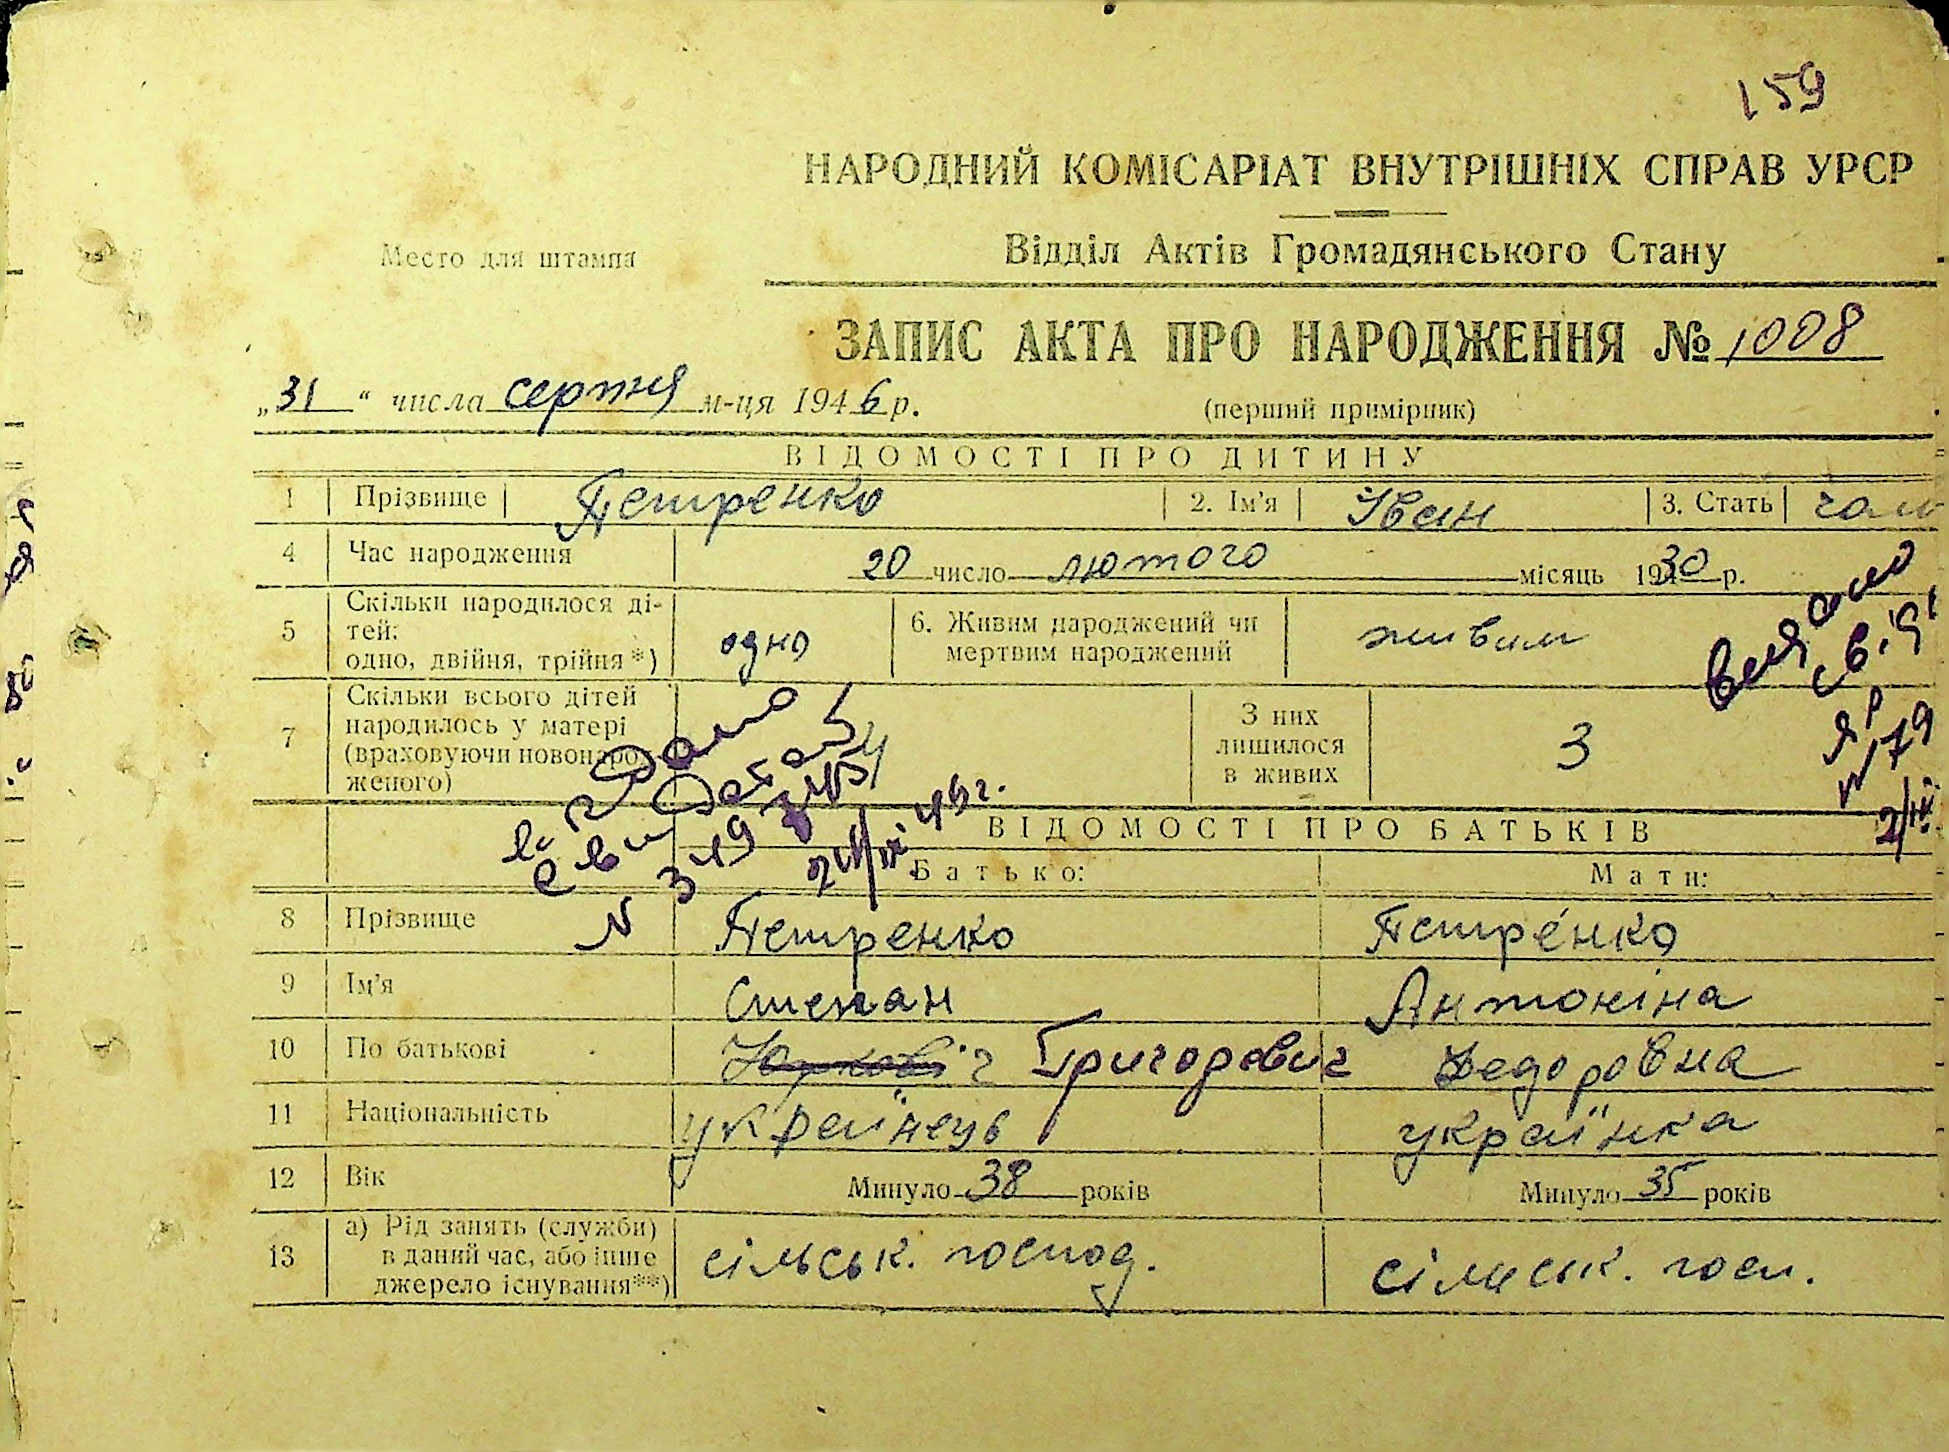 159
НАРОДНИЙ КОМІСАРІАТ ВНУТРІШНІХ СПРАВ УРСР
Место для штампа
Відділ Актів Громадянського Стану
ЗАПИС АКТА ПРО НАРОДЖЕННЯ № 1008
„31“ числа серпня м-ця 1946 р. (перший примірник)
ВІДОМОСТІ ПРО ДИТИНУ
1 Прізвище Петренко 2. Ім'я Іван 3. Стать чол
4 Час народження 20 число лютого місяць 1930 р.
5 Скільки народилося дітей: одно, двійня, трійня*) одно 6. Живим народжений чи мертвим народжений живим
7 Скільки всього дітей народилось у матері (враховуючи новонародженого) 4 З них лишилося в живих 3
ВІДОМОСТІ ПРО БАТЬКІВ
Батько: Мати:
8 Прізвище Петренко Петренко
9 Ім'я Степан Антоніна
10 По батькові Григорович Федоровна
11 Національність українець українка
12 Вік Минуло 38 років Минуло 35 років
13 а) Рід занять (служби) в даний час, або інше джерело існування**) сільськ. господ. сільськ. госп.